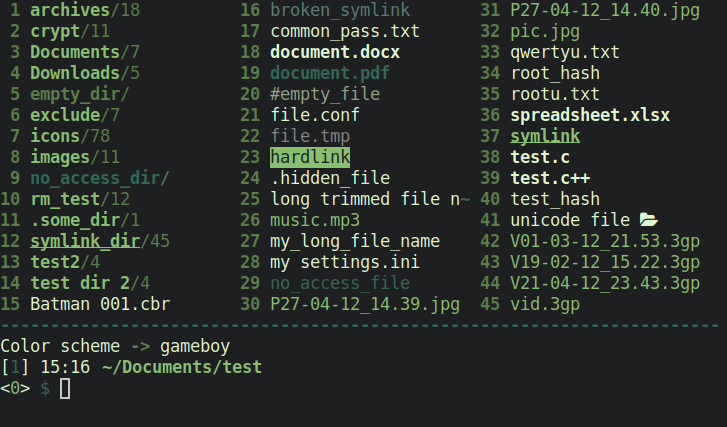 1 archives/18 16 broken_symlink 31 P27-04-12_14.40.jpg
2 crypt/11 17 common_pass.txt 32 pic.jpg
3 Documents/7 18 document.docx 33 qwertyu.txt
4 Downloads/5 19 document.pdf 34 root_hash
5 empty_dir/ 20 #empty_file 35 rootu.txt
6 exclude/7 21 file.conf 36 spreadsheet.xlsx
7 icons/78 22 file.tmp 37 symlink
8 images/11 23 hardlink 38 test.c
9 no_access_dir/ 24 .hidden_file 39 test.c++
10 rm_test/12 25 long trimmed file n~ 40 test_hash
11 .some_dir/1 26 music.mp3 41 unicode file 📂
12 symlink_dir/45 27 my_long_file_name 42 V01-03-12_21.53.3gp
13 test2/4 28 my settings.ini 43 V19-02-12_15.22.3gp
14 test dir 2/4 29 no_access_file 44 V21-04-12_23.43.3gp
15 Batman 001.cbr 30 P27-04-12_14.39.jpg 45 vid.3gp
------------------------------------------------------------------------
Color scheme -> gameboy
[1] 15:16 ~/Documents/test
<0> $